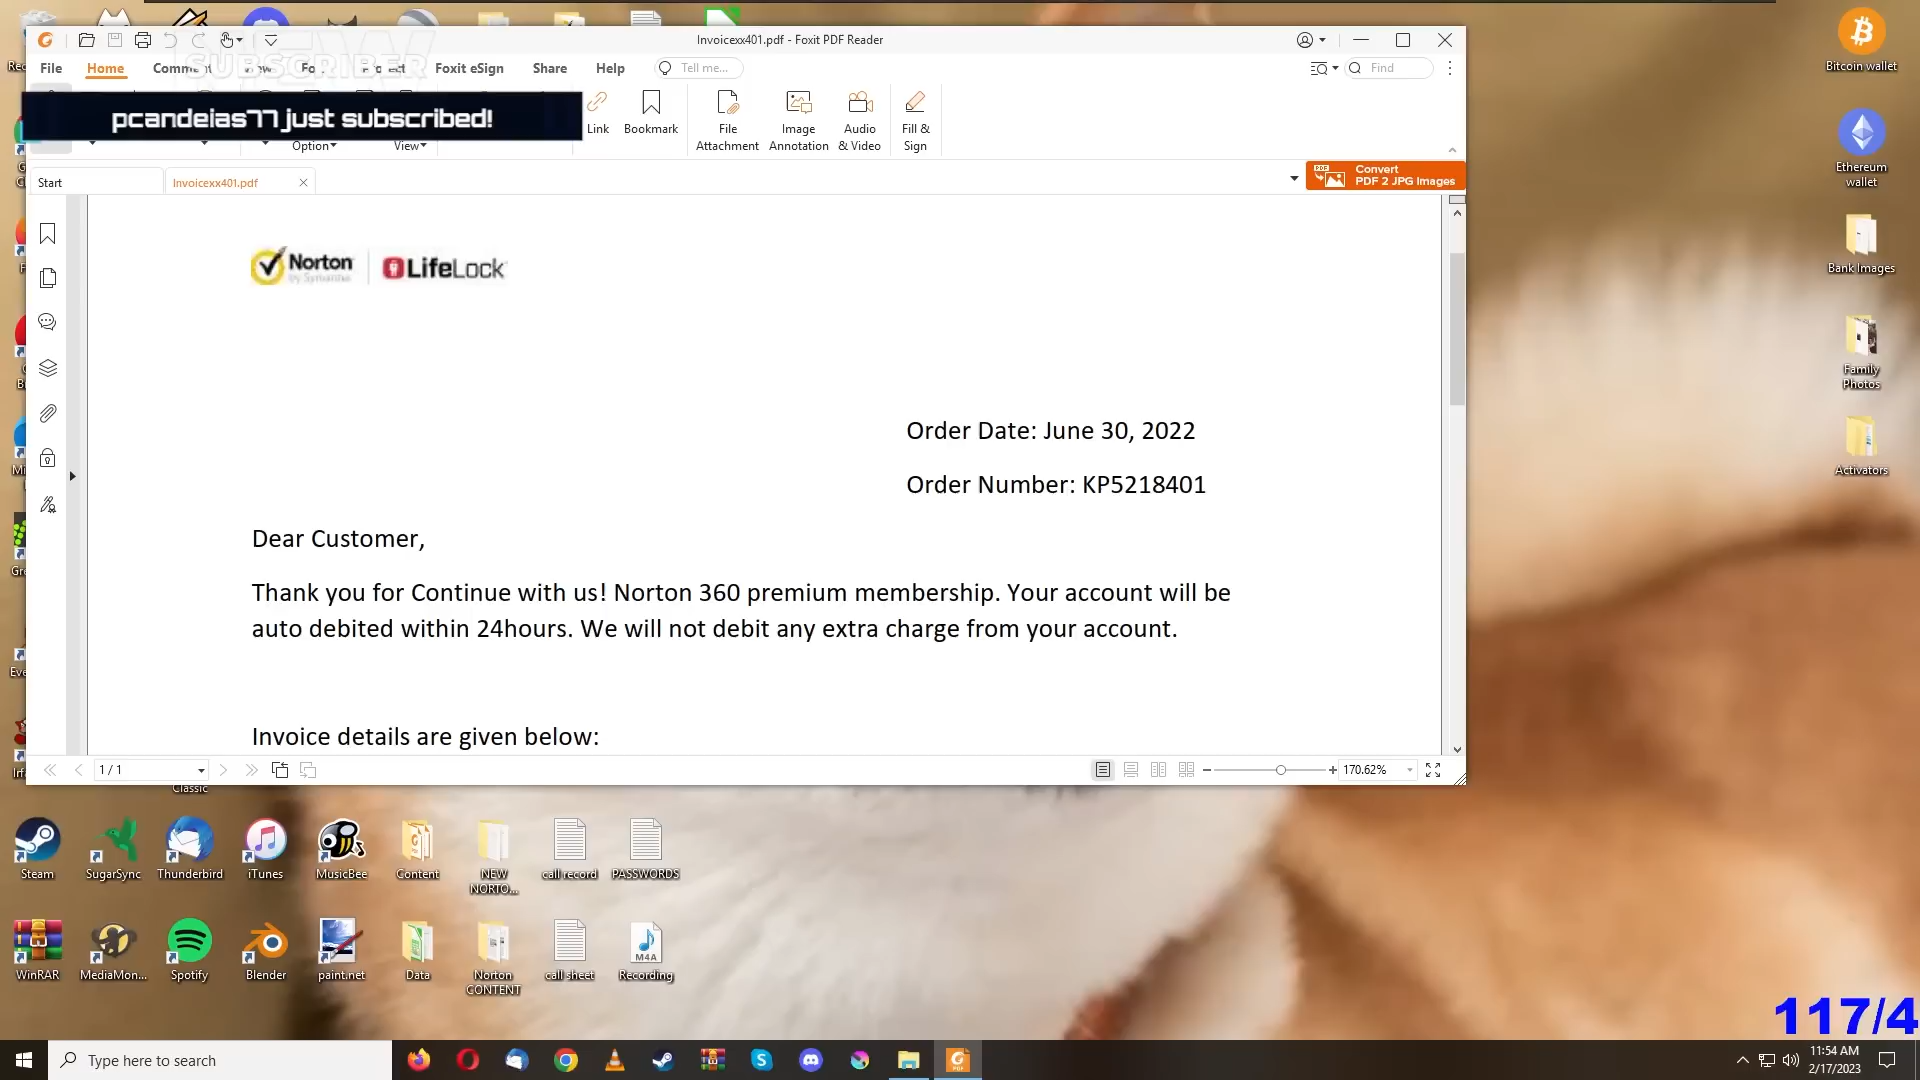 Invoicexx401.pdf - Foxit PDF Reader
File Home Foxit eSign Share Help Tell me... Find
SUBSCRIBER
pcandeias77 just subscribed!
Link Bookmark
File Attachment
Image Annotation
Audio & Video
Fill & Sign
Option View
Start Invoicexx401.pdf
Convert
PDF 2 JPG Images
Norton
by Symantec
LifeLock
Order Date: June 30, 2022
Order Number: KP5218401
Dear Customer,
Thank you for Continue with us! Norton 360 premium membership. Your account will be
auto debited within 24hours. We will not debit any extra charge from your account.
Invoice details are given below:
1 / 1
170.62%
Classic
Bitcoin wallet
Ethereum
wallet
Bank Images
Family
Photos
Activators
Steam SugarSync Thunderbird iTunes MusicBee Content NEW
NORTO... call record PASSWORDS
WinRAR MediaMon... Spotify Blender paint.net Data Norton
CONTENT call sheet M4A Recording
117/4
Type here to search
11:54 AM
2/17/2023